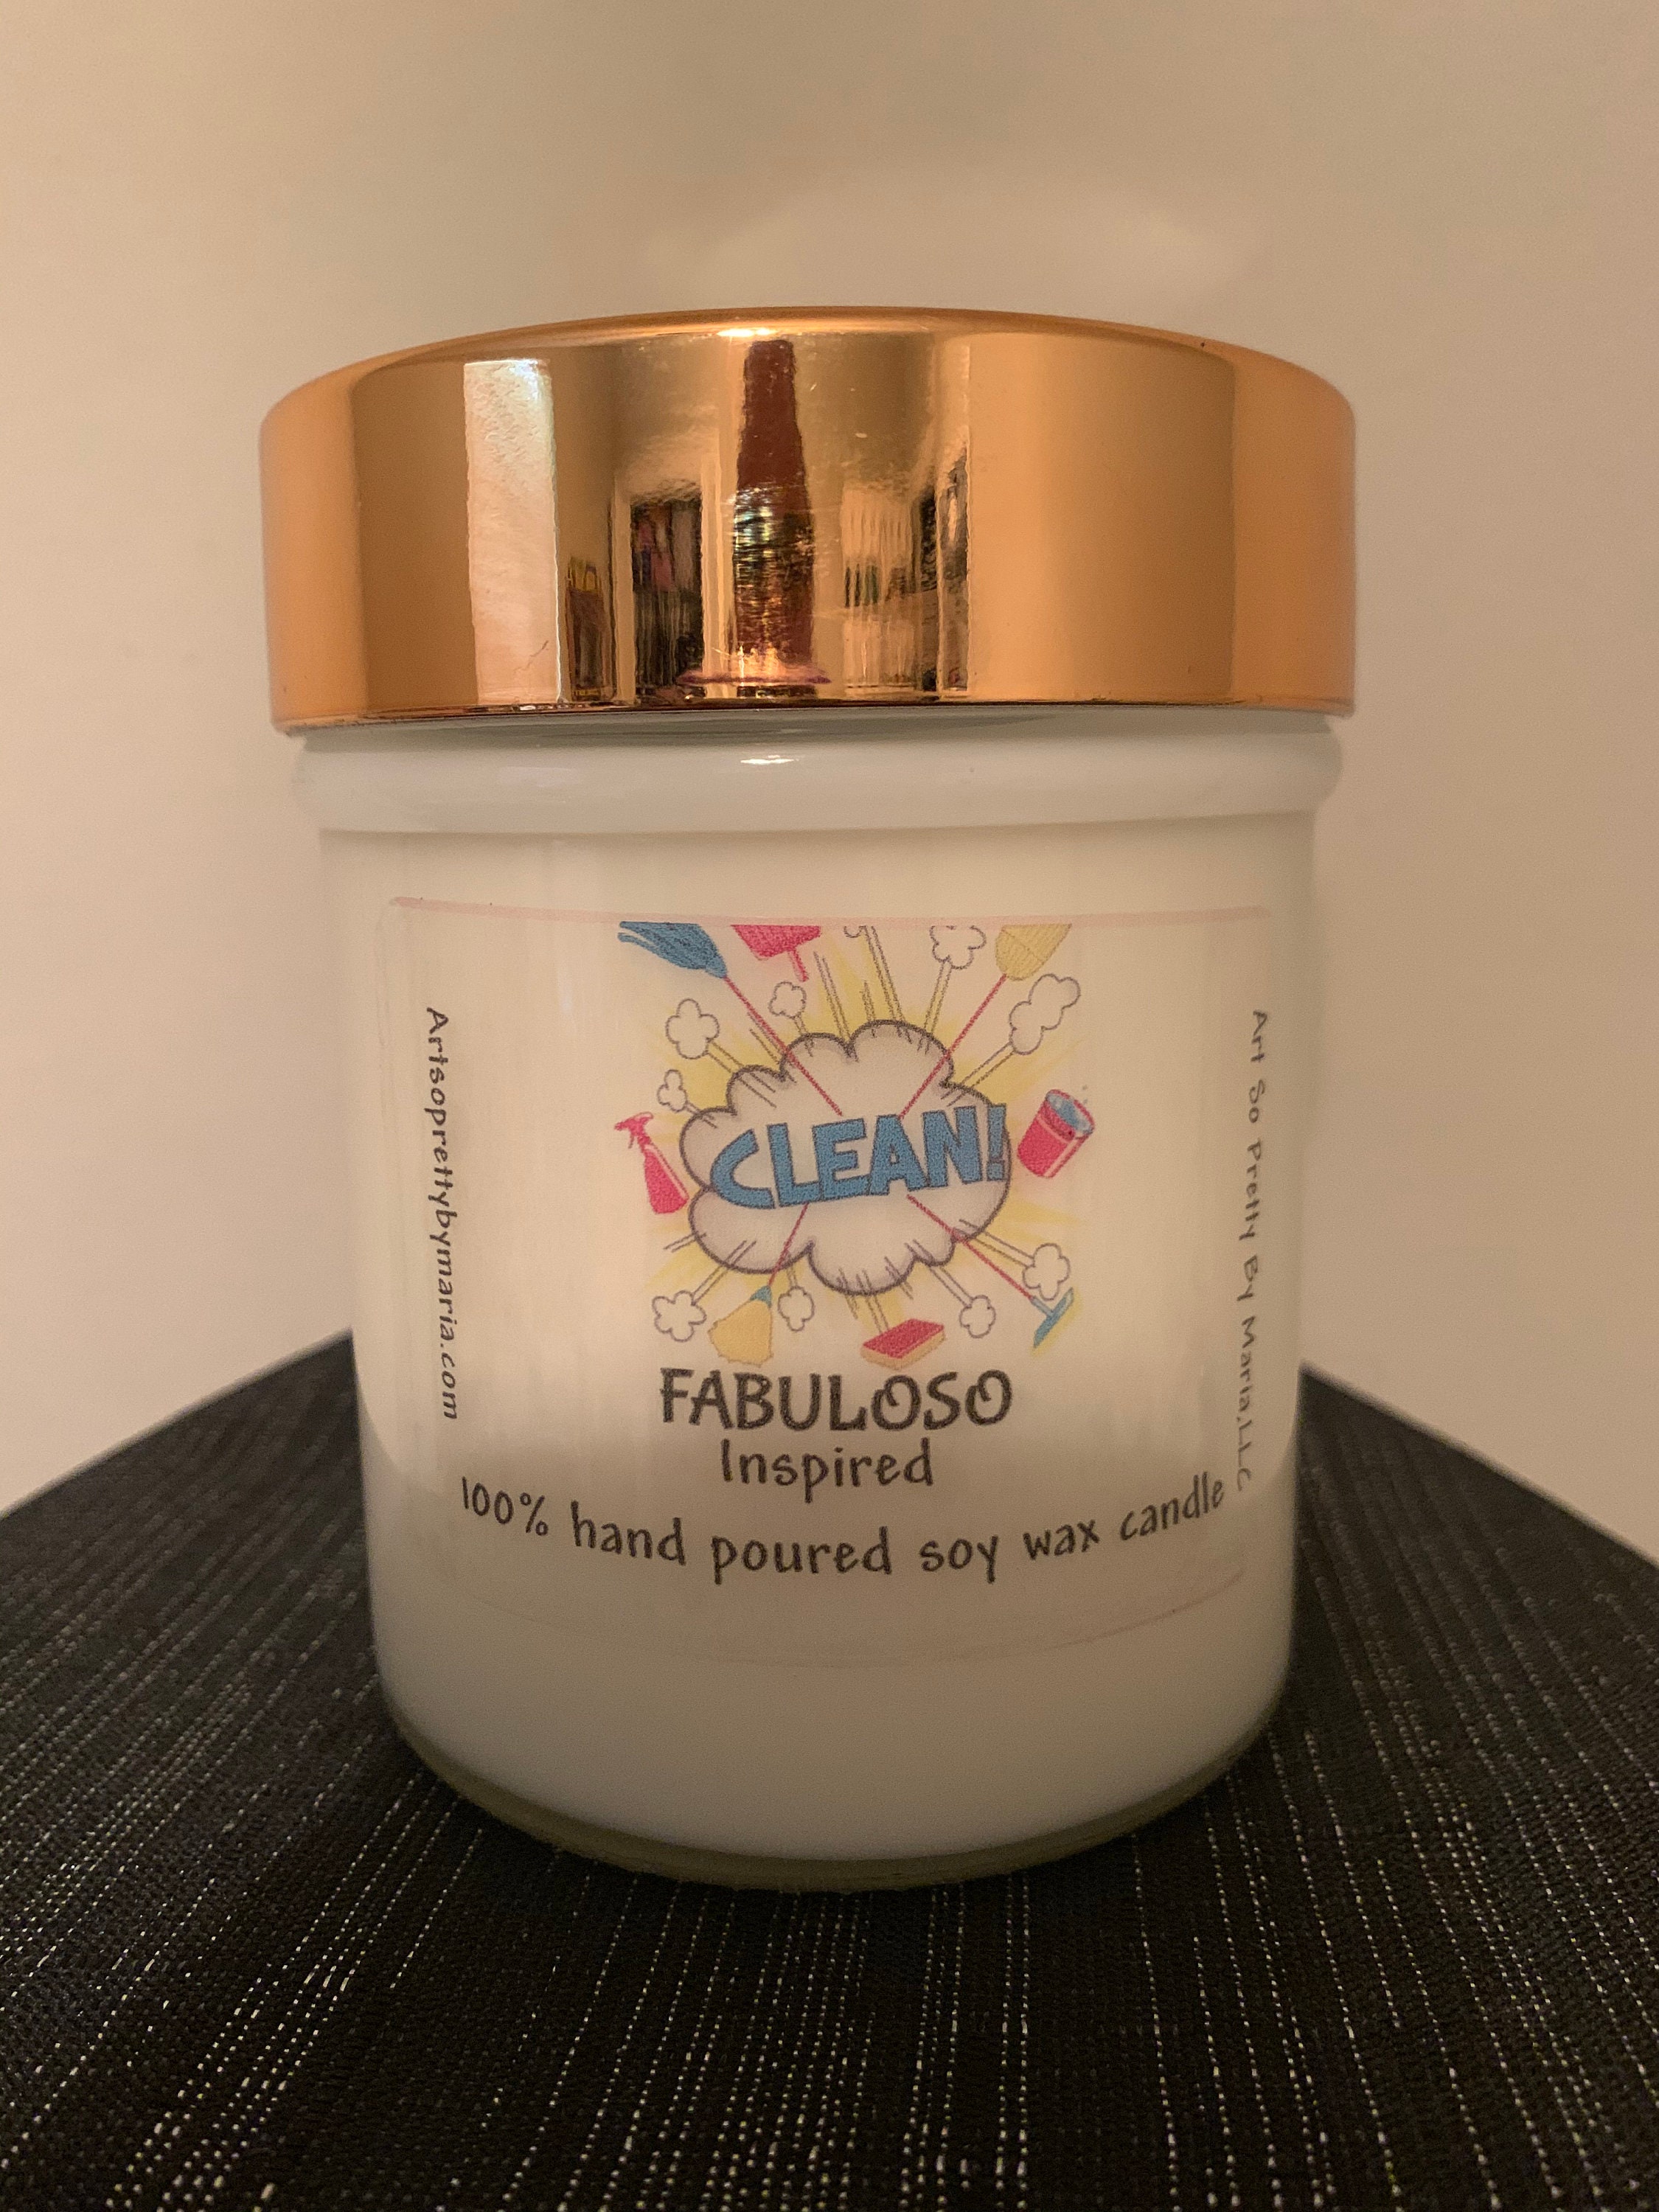 Artsoprettybymaria.com
CLEAN!
FABULOSO
Inspired
100% hand poured soy wax candle
Art So Pretty By Maria,LLC